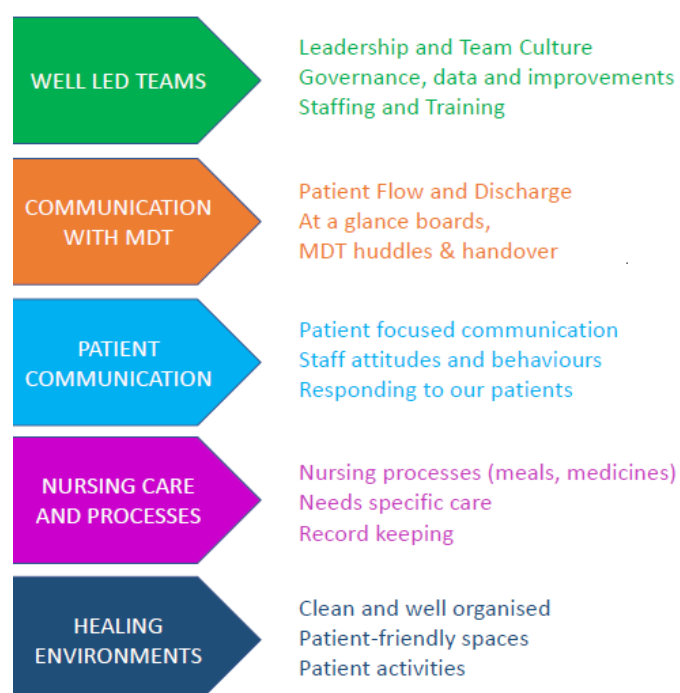 WELL LED TEAMS
Leadership and Team Culture
Governance, data and improvements
Staffing and Training
COMMUNICATION
WITH MDT
Patient Flow and Discharge
At a glance boards,
MDT huddles & handover
.
PATIENT
COMMUNICATION
Patient focused communication
Staff attitudes and behaviours
Responding to our patients
NURSING CARE
AND PROCESSES
Nursing processes (meals, medicines)
Needs specific care
Record keeping
HEALING
ENVIRONMENTS
Clean and well organised
Patient-friendly spaces
Patient activities